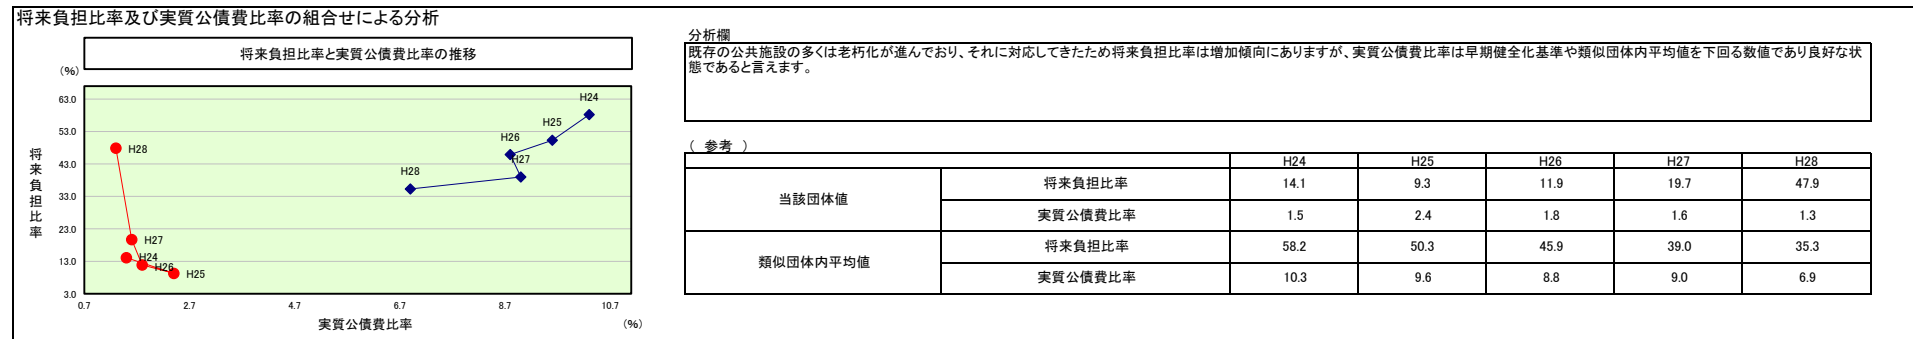 将来負担比率及び実質公債費比率の組合せによる分析
将来負担比率と実質公債費比率の推移
(%)
63.0
53.0
43.0
33.0
23.0
13.0
3.0
将来負担比率
H24
H25
H26
H27
H28
H28
H27
H24
H26
H25
0.7 2.7 4.7 6.7 8.7 10.7
実質公債費比率
(%)
分析欄
既存の公共施設の多くは老朽化が進んでおり、それに対応してきたため将来負担比率は増加傾向にありますが、実質公債費比率は早期健全化基準や類似団体内平均値を下回る数値であり良好な状
態であると言えます。
( 参考 )
H24 H25 H26 H27 H28
当該団体値 将来負担比率 14.1 9.3 11.9 19.7 47.9
実質公債費比率 1.5 2.4 1.8 1.6 1.3
類似団体内平均値 将来負担比率 58.2 50.3 45.9 39.0 35.3
実質公債費比率 10.3 9.6 8.8 9.0 6.9